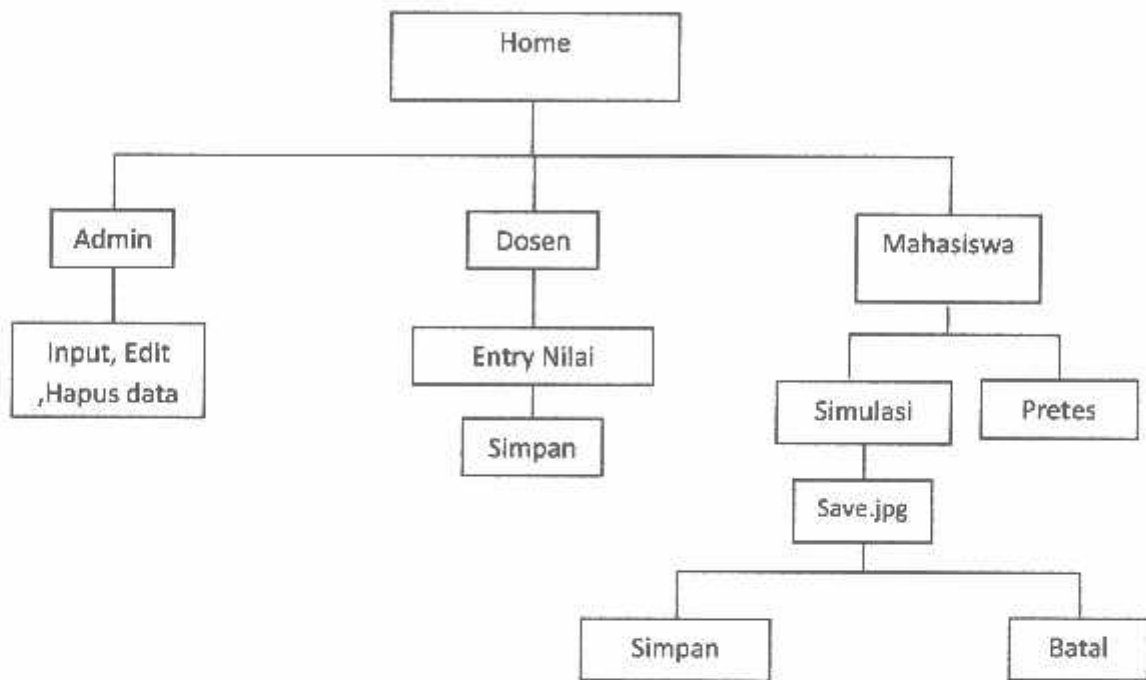 Home
Admin
Dosen
Mahasiswa
Input, Edit
,Hapus data
Entry Nilai
Simulasi
Pretes
Simpan
Save.jpg
Simpan
Batal